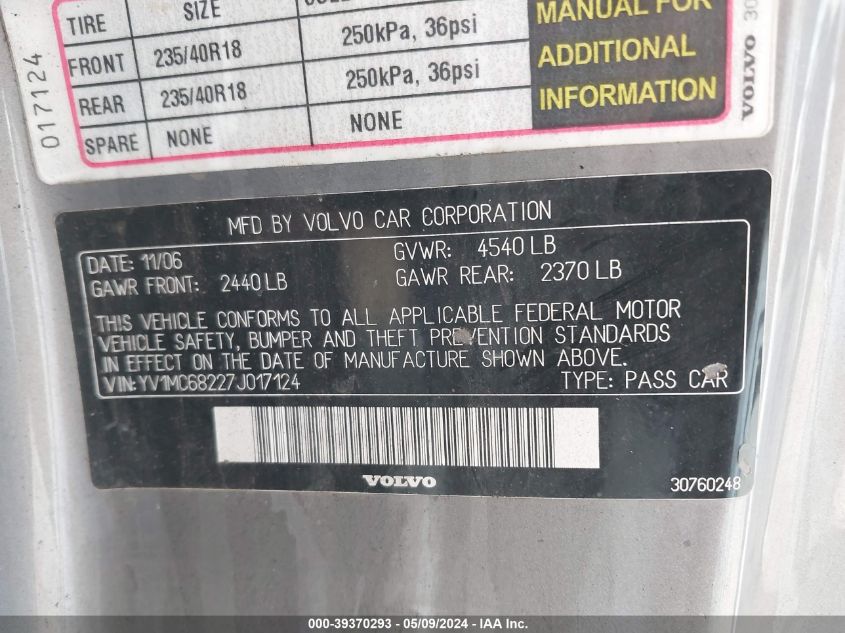 TIRE SIZE
FRONT 235/40R18 250kPa, 36psi
REAR 235/40R18 250kPa, 36psi
SPARE NONE NONE
MANUAL FOR
ADDITIONAL
INFORMATION
VOLVO 30
017124
MFD BY VOLVO CAR CORPORATION
DATE: 11/06 GVWR: 4540 LB
GAWR FRONT: 2440 LB GAWR REAR: 2370 LB
THIS VEHICLE CONFORMS TO ALL APPLICABLE FEDERAL MOTOR
VEHICLE SAFETY, BUMPER AND THEFT PREVENTION STANDARDS
IN EFFECT ON THE DATE OF MANUFACTURE SHOWN ABOVE.
VIN: YV1MC68227J017124 TYPE: PASS CAR
VOLVO
30760248
000-39370293 - 05/09/2024 - IAA Inc.